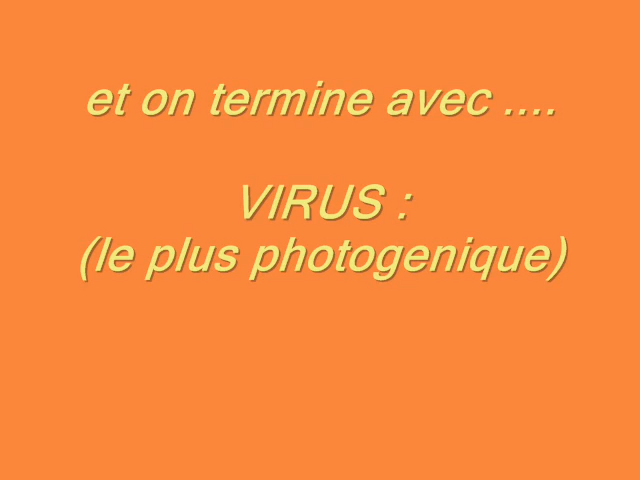 et on termine avec ....
VIRUS :
(le plus photogenique)